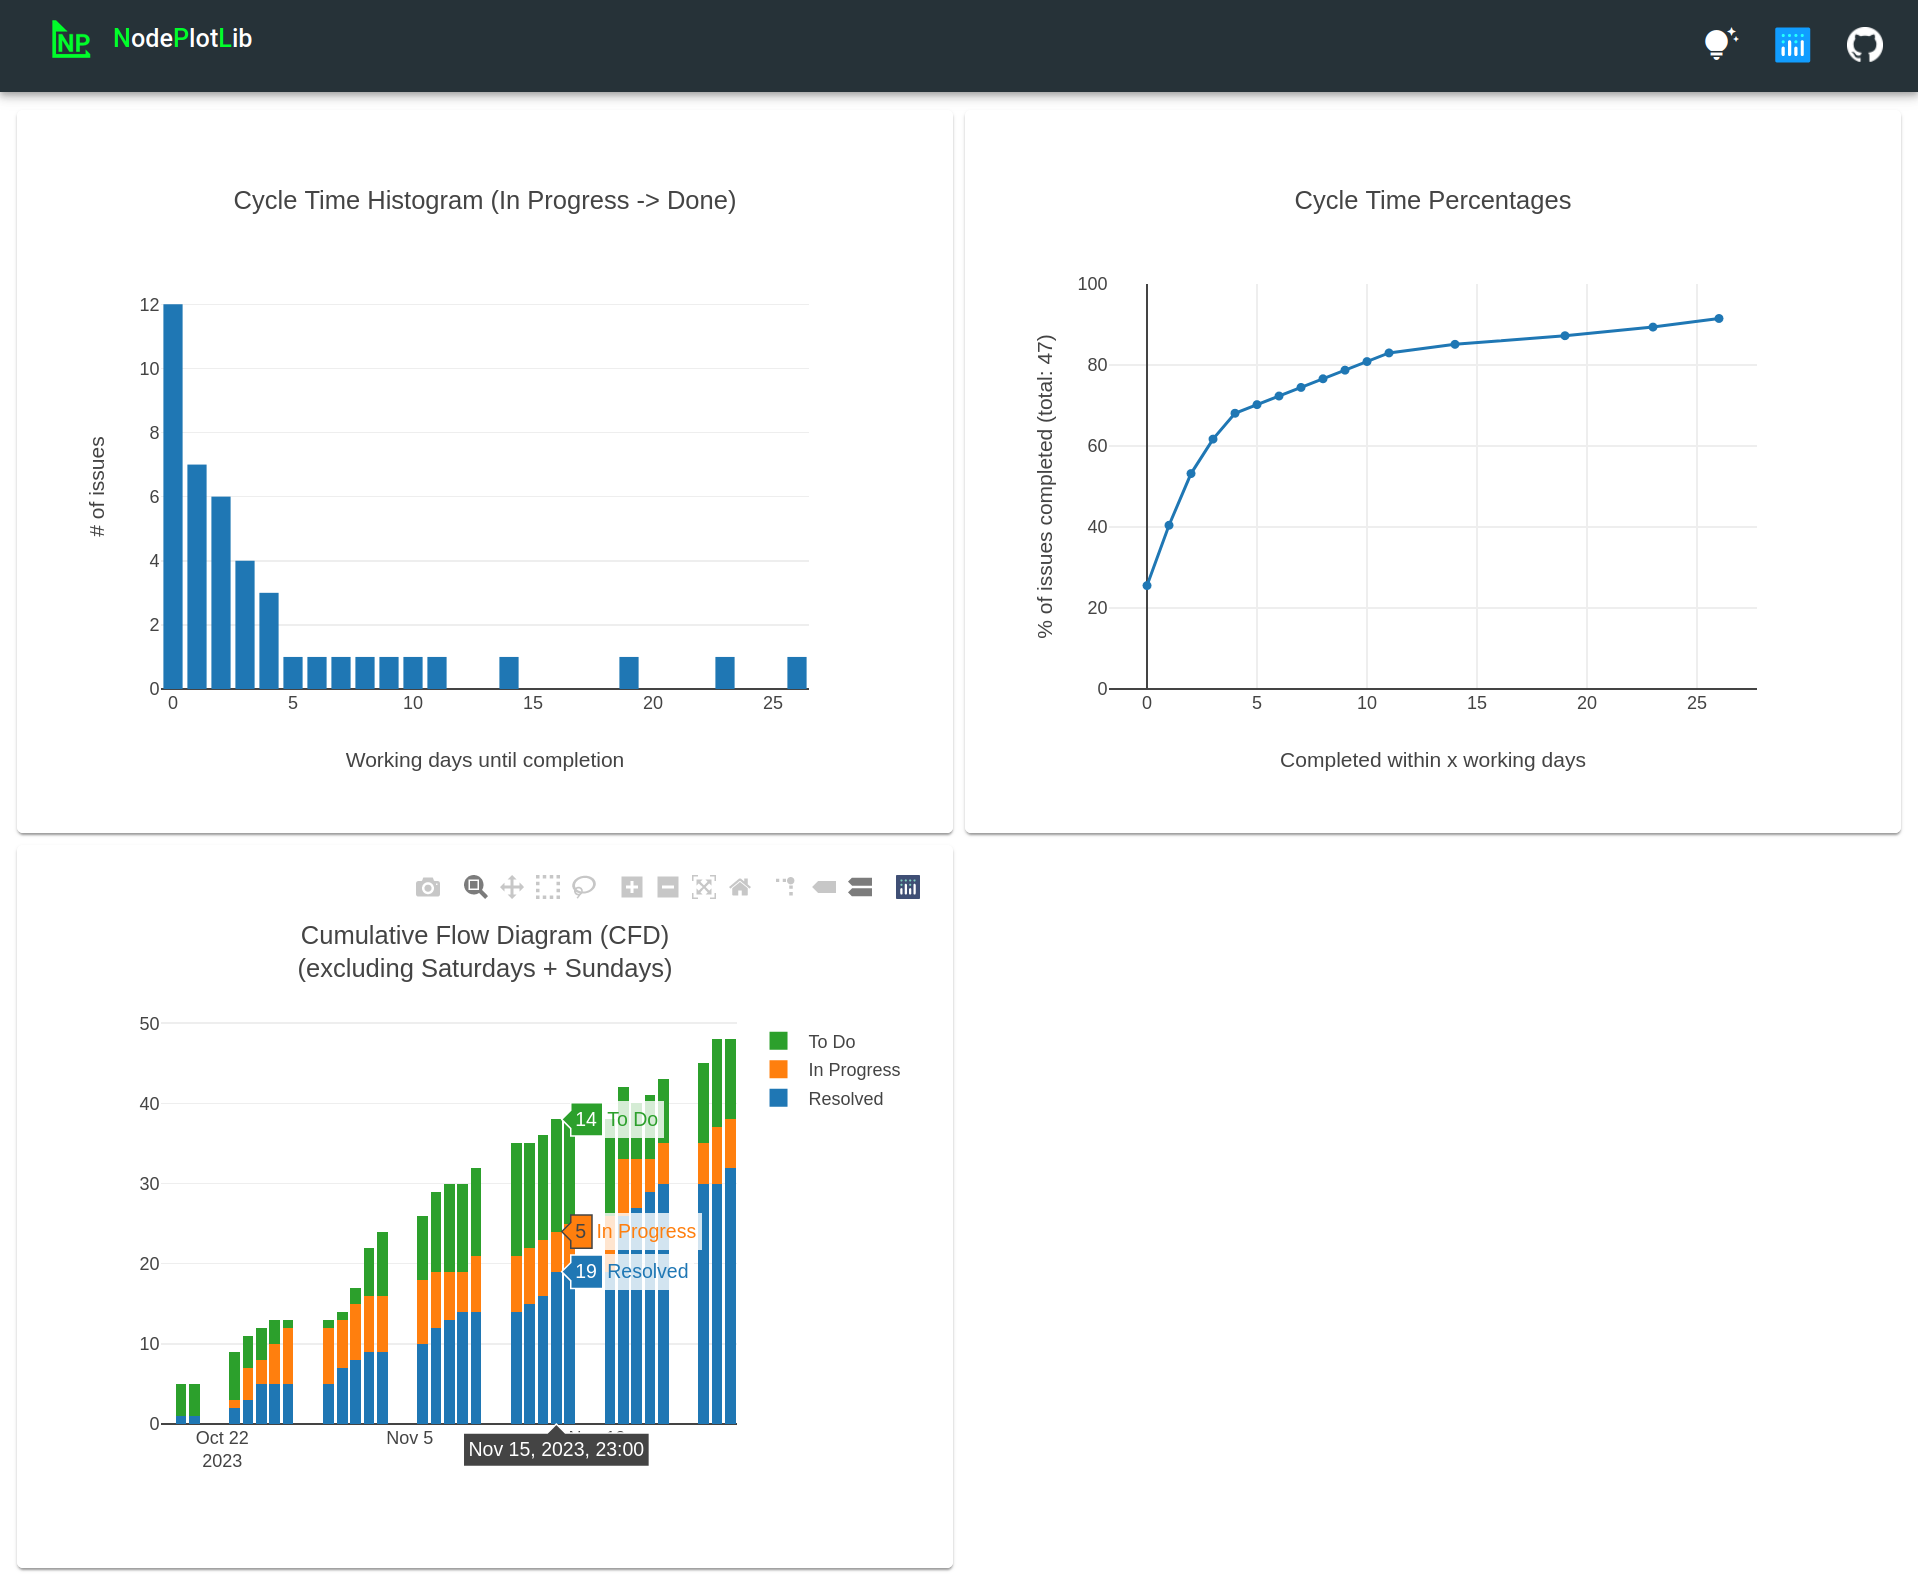 NP NodePlotLib
Cycle Time Histogram (In Progress -> Done)
# of issues
12
10
8
6
4
2
0
0 5 10 15 20 25
Working days until completion
Cycle Time Percentages
% of issues completed (total: 47)
100
80
60
40
20
0
0 5 10 15 20 25
Completed within x working days
Cumulative Flow Diagram (CFD)
(excluding Saturdays + Sundays)
50
40
30
20
10
0
14 To Do
5 In Progress
19 Resolved
To Do
In Progress
Resolved
Oct 22 Nov 5
2023
Nov 15, 2023, 23:00